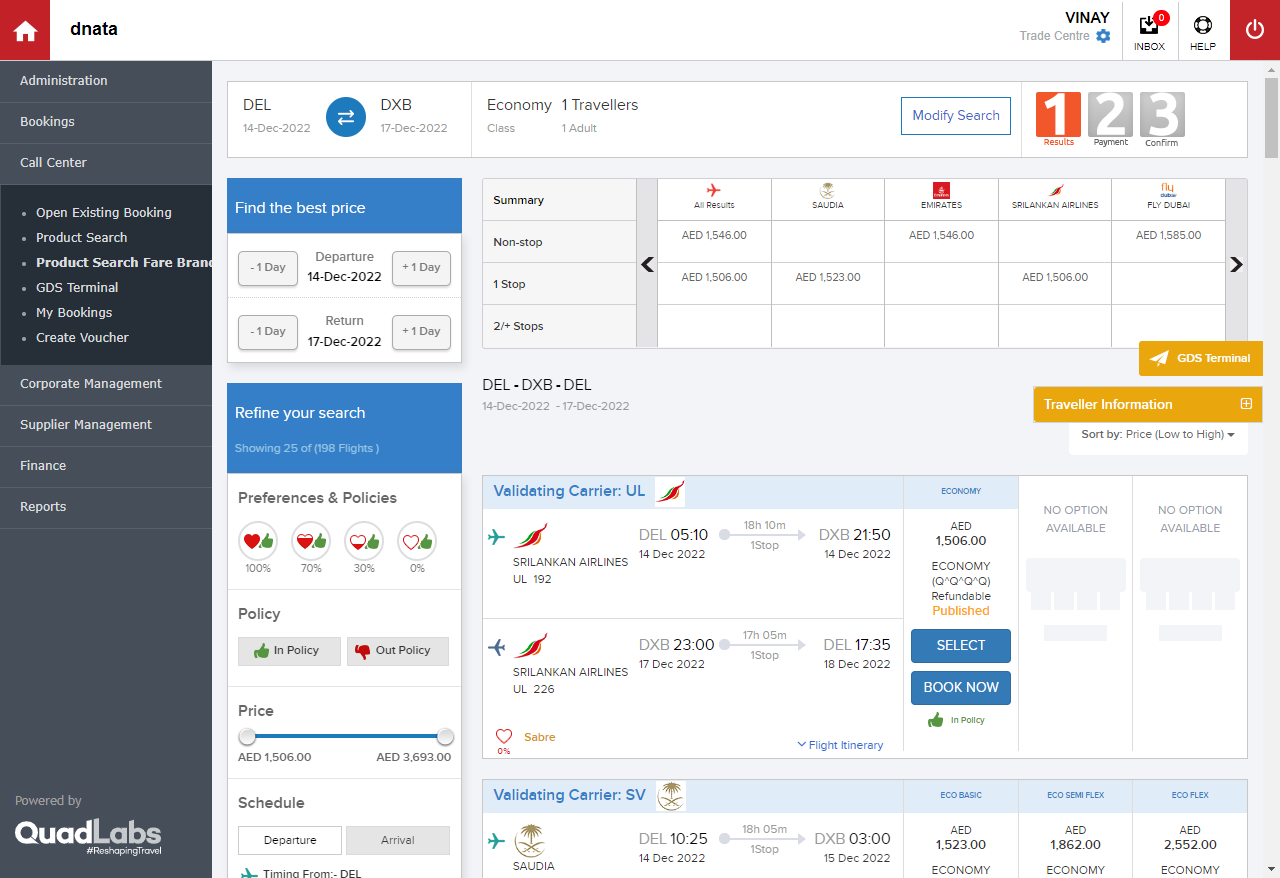 dnata
VINAY
Trade Centre
0
INBOX
HELP
Administration
Bookings
Call Center
Open Existing Booking
Product Search
Product Search Fare Bran
GDS Terminal
My Bookings
Create Voucher
Corporate Management
Supplier Management
Finance
Reports
Powered by
QuadLabs
#ReshapingTravel
DEL
14-Dec-2022
DXB
17-Dec-2022
Economy
Class
1 Travellers
1 Adult
Modify Search
1
Results
2
Payment
3
Confirm
Find the best price
- 1 Day
Departure
14-Dec-2022
+ 1 Day
- 1 Day
Return
17-Dec-2022
+ 1 Day
Refine your search
Showing 25 of (198 Flights )
Preferences & Policies
100% 70% 30% 0%
Policy
In Policy
Out Policy
Price
AED 1,506.00 AED 3,693.00
Schedule
Departure
Arrival
Timing From:- DEL
Summary
All Results
SAUDIA
Emirates
EMIRATES
SRILANKAN AIRLINES
fly dubai
FLY DUBAI
Non-stop AED 1,546.00 AED 1,546.00 AED 1,585.00
1 Stop AED 1,506.00 AED 1,523.00 AED 1,506.00
2/+ Stops
GDS Terminal
DEL - DXB - DEL
14-Dec-2022 - 17-Dec-2022
Traveller Information
Sort by: Price (Low to High)
Validating Carrier: UL
ECONOMY
SRILANKAN AIRLINES
UL 192
DEL 05:10
14 Dec 2022
18h 10m
1Stop
DXB 21:50
14 Dec 2022
SRILANKAN AIRLINES
UL 226
DXB 23:00
17 Dec 2022
17h 05m
1Stop
DEL 17:35
18 Dec 2022
0%
Sabre
Flight Itinerary
AED
1,506.00
ECONOMY
(Q^Q^Q^Q)
Refundable
Published
SELECT
BOOK NOW
In Policy
NO OPTION
AVAILABLE
NO OPTION
AVAILABLE
Validating Carrier: SV
ECO BASIC
ECO SEMI FLEX
ECO FLEX
SAUDIA
DEL 10:25
14 Dec 2022
18h 05m
1Stop
DXB 03:00
15 Dec 2022
AED
1,523.00
ECONOMY
AED
1,862.00
ECONOMY
AED
2,552.00
ECONOMY